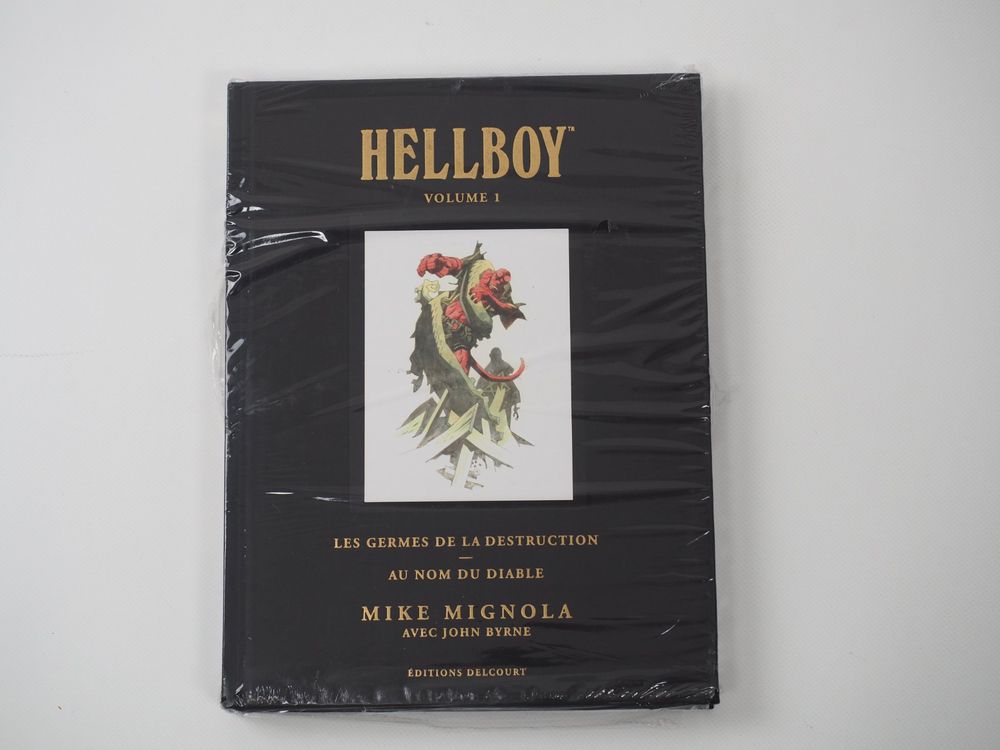 HELLBOY™
VOLUME 1
LES GERMES DE LA DESTRUCTION
—
AU NOM DU DIABLE
MIKE MIGNOLA
AVEC JOHN BYRNE
ÉDITIONS DELCOURT